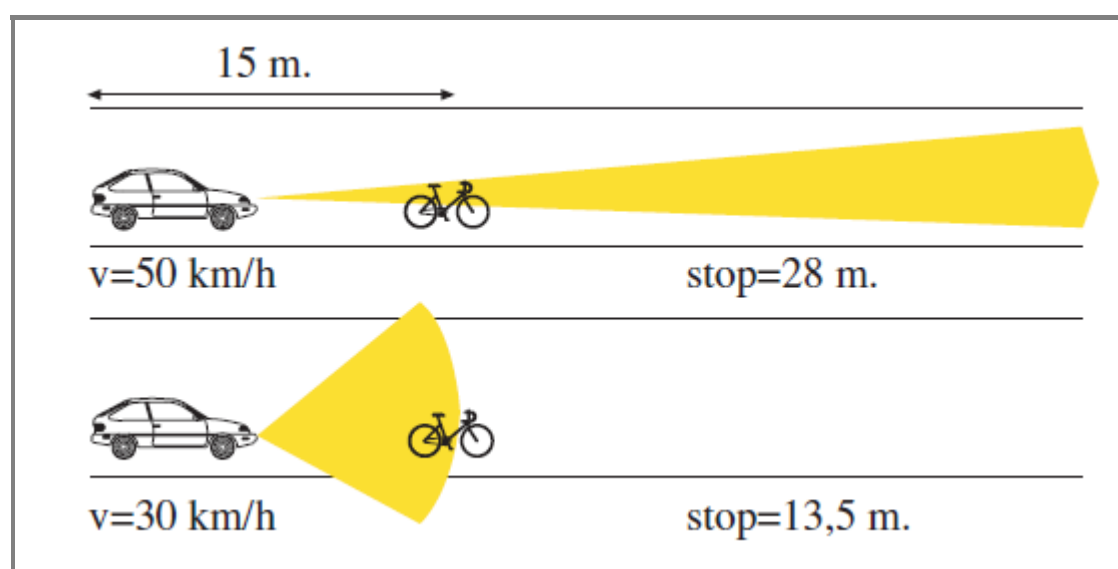 15 m.
v=50 km/h
stop=28 m.
v=30 km/h
stop=13,5 m.